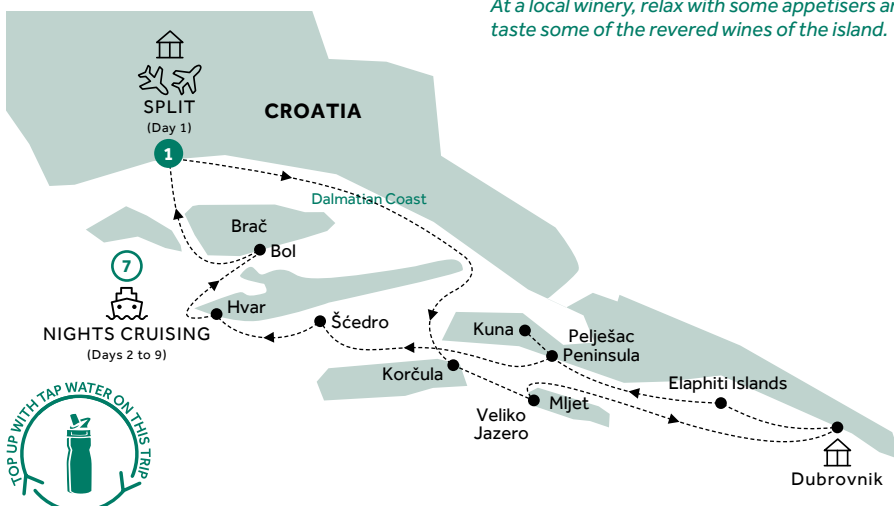 At a local winery, relax with some appetisers
taste some of the revered wines of the island.
SPLIT
(Day 1)
1
CROATIA
Dalmatian Coast
Brač
Bol
7
NIGHTS CRUISING
(Days 2 to 9)
Hvar
Šćedro
Kuna
Pelješac
Peninsula
Korčula
Elaphiti Islands
Mljet
Veliko
Jazero
Dubrovnik
TOP UP WITH TAP WATER ON THIS TRIP